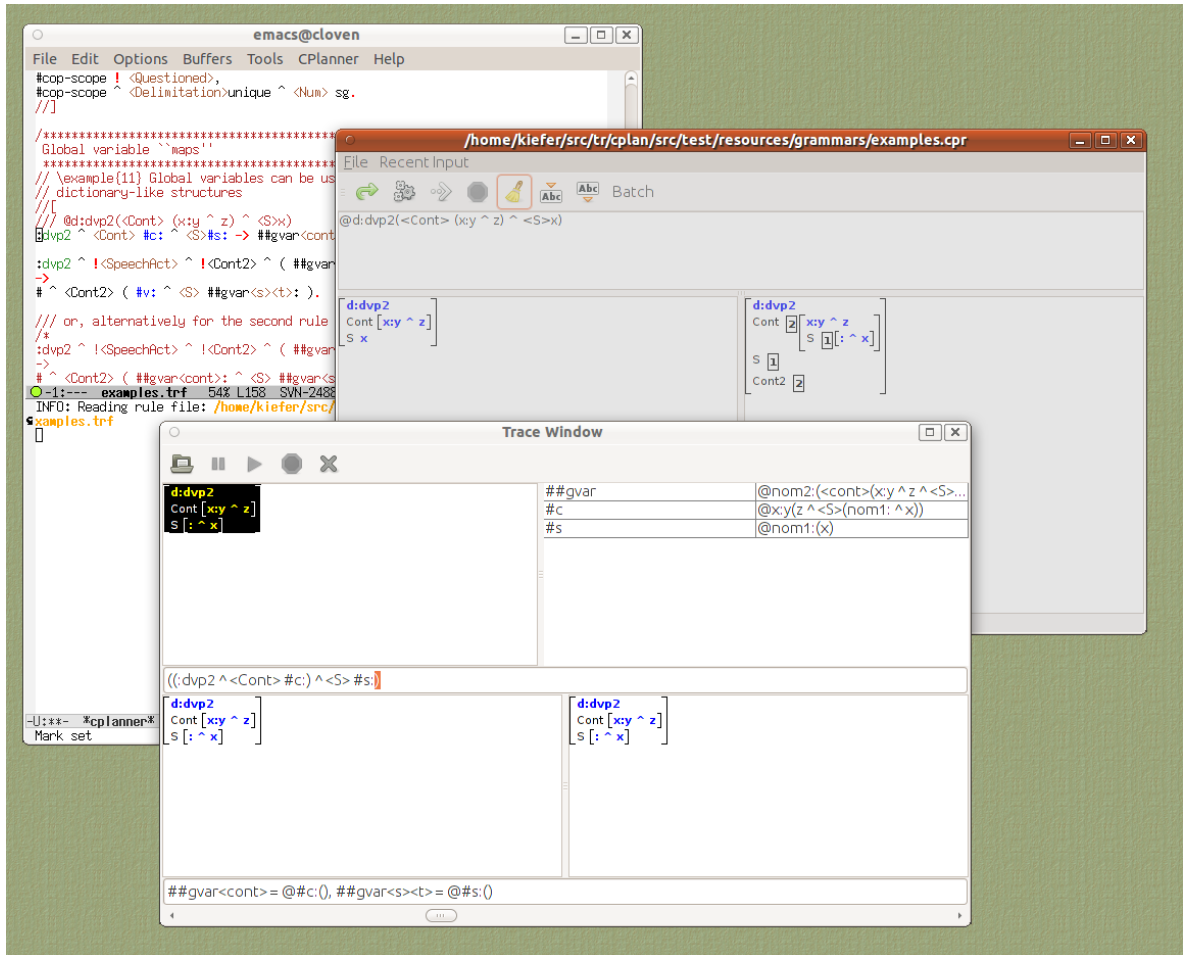 emacs@cloven
File Edit Options Buffers Tools CPlanner Help
#cop-scope ! <Questioned>,
#cop-scope ^ <Delimitation>unique ^ <Num> sg.
//]
/*****************************************
Global variable ``maps''
*****************************************
// \example{11} Global variables can be us
// dictionary-like structures
//[
/// @d:dvp2(<Cont> (x:y ^ z) ^ <S>x)
:dvp2 ^ <Cont> #c: ^ <S>#s: -> ##gvar<cont
:dvp2 ^ !<SpeechAct> ^ !<Cont2> ^ ( ##gvar
->
# ^ <Cont2> ( #v: ^ <S> ##gvar<s><t>: ).
/// or, alternatively for the second rule
/*
:dvp2 ^ !<SpeechAct> ^ !<Cont2> ^ ( ##gvar
->
# ^ <Cont2> ( ##gvar<cont>: ^ <S> ##gvar<s
-1:--- examples.trf 54% L158 SVN-2488
INFO: Reading rule file: /home/kiefer/src/
xamples.trf
-U:**- *cplanner*
Mark set
/home/kiefer/src/tr/cplan/src/test/resources/grammars/examples.cpr
File Recent Input
Abc Abc Batch
@d:dvp2(<Cont> (x:y ^ z) ^ <S>x)
d:dvp2
Cont [x:y ^ z]
S x
d:dvp2
Cont 2 [x:y ^ z
S 1 [: ^ x]]
S 1
Cont2 2
Trace Window
d:dvp2
Cont [x:y ^ z]
S [: ^ x]
##gvar @nom2:(<cont>(x:y ^ z ^ <S>...
#c @x:y(z ^ <S>(nom1: ^ x))
#s @nom1:(x)
((:dvp2 ^ <Cont> #c:) ^ <S> #s:)
d:dvp2
Cont [x:y ^ z]
S [: ^ x]
d:dvp2
Cont [x:y ^ z]
S [: ^ x]
##gvar<cont> = @#c:(), ##gvar<s><t> = @#s:()